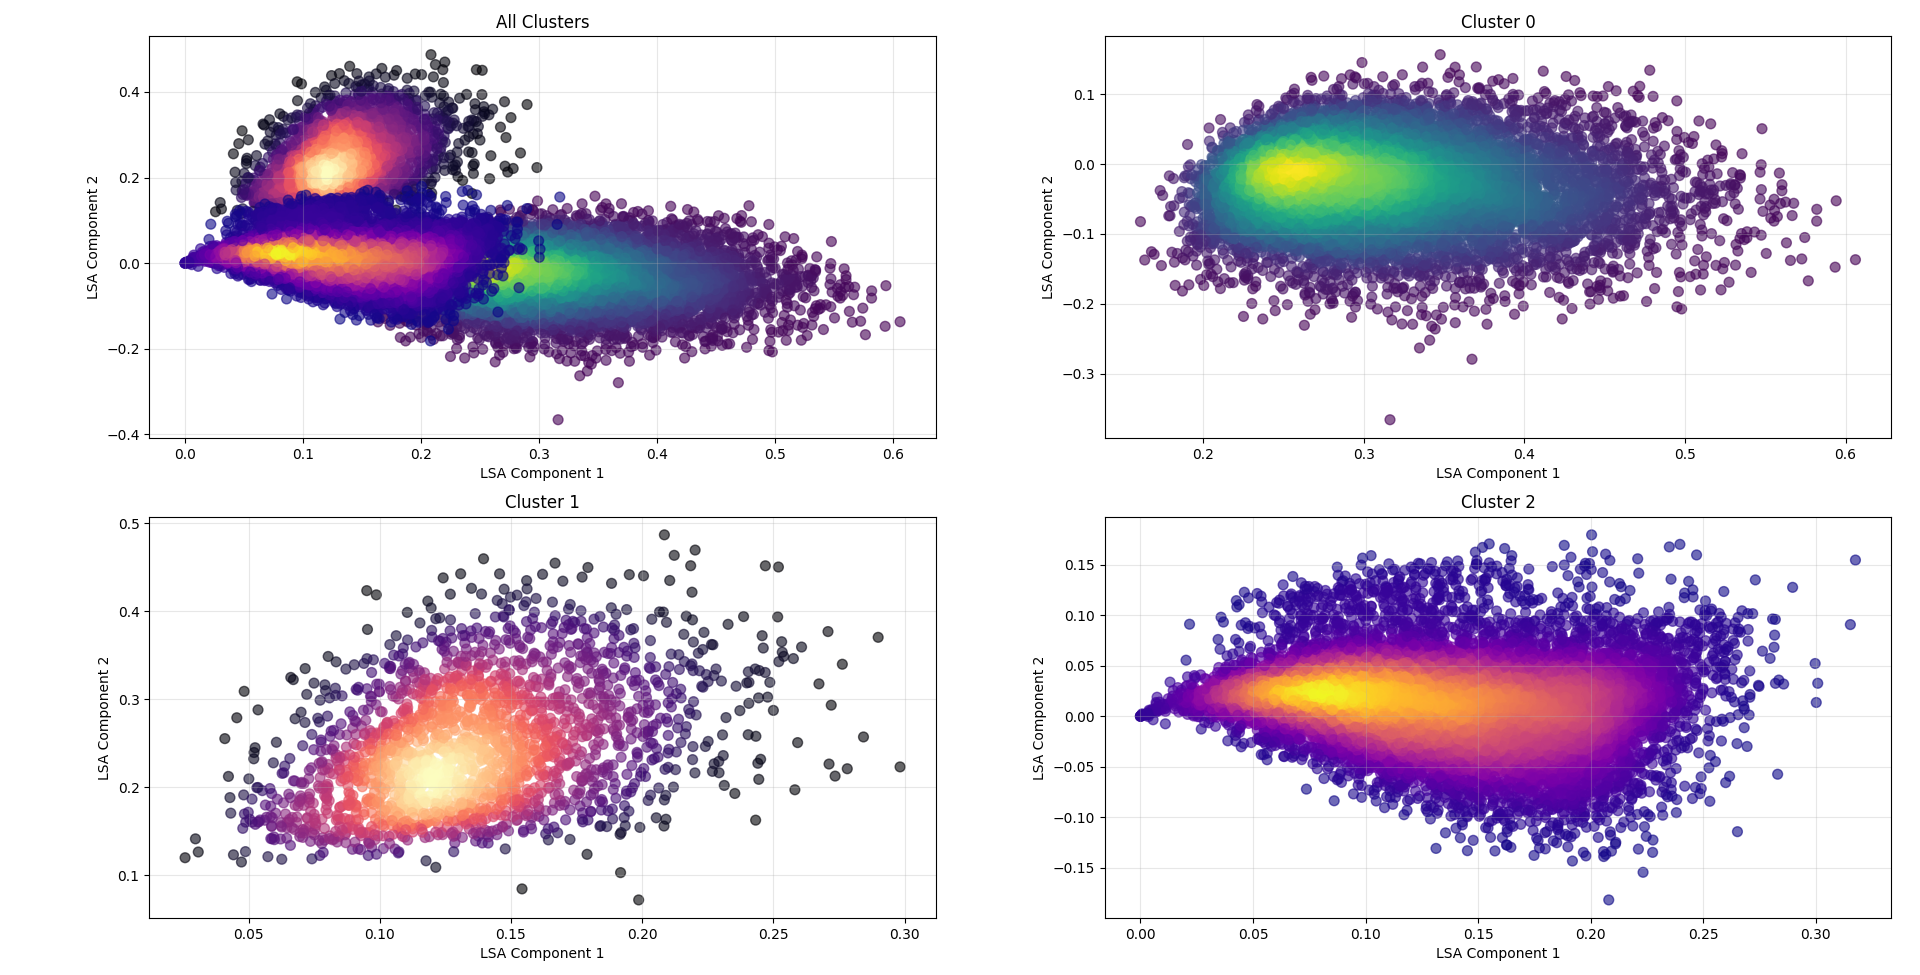 All Clusters
LSA Component 2
0.4
0.2
0.0
−0.2
−0.4
0.0 0.1 0.2 0.3 0.4 0.5 0.6
LSA Component 1
Cluster 0
LSA Component 2
0.1
0.0
−0.1
−0.2
−0.3
0.2 0.3 0.4 0.5 0.6
LSA Component 1
Cluster 1
LSA Component 2
0.5
0.4
0.3
0.2
0.1
0.05 0.10 0.15 0.20 0.25 0.30
LSA Component 1
Cluster 2
LSA Component 2
0.15
0.10
0.05
0.00
−0.05
−0.10
−0.15
0.00 0.05 0.10 0.15 0.20 0.25 0.30
LSA Component 1